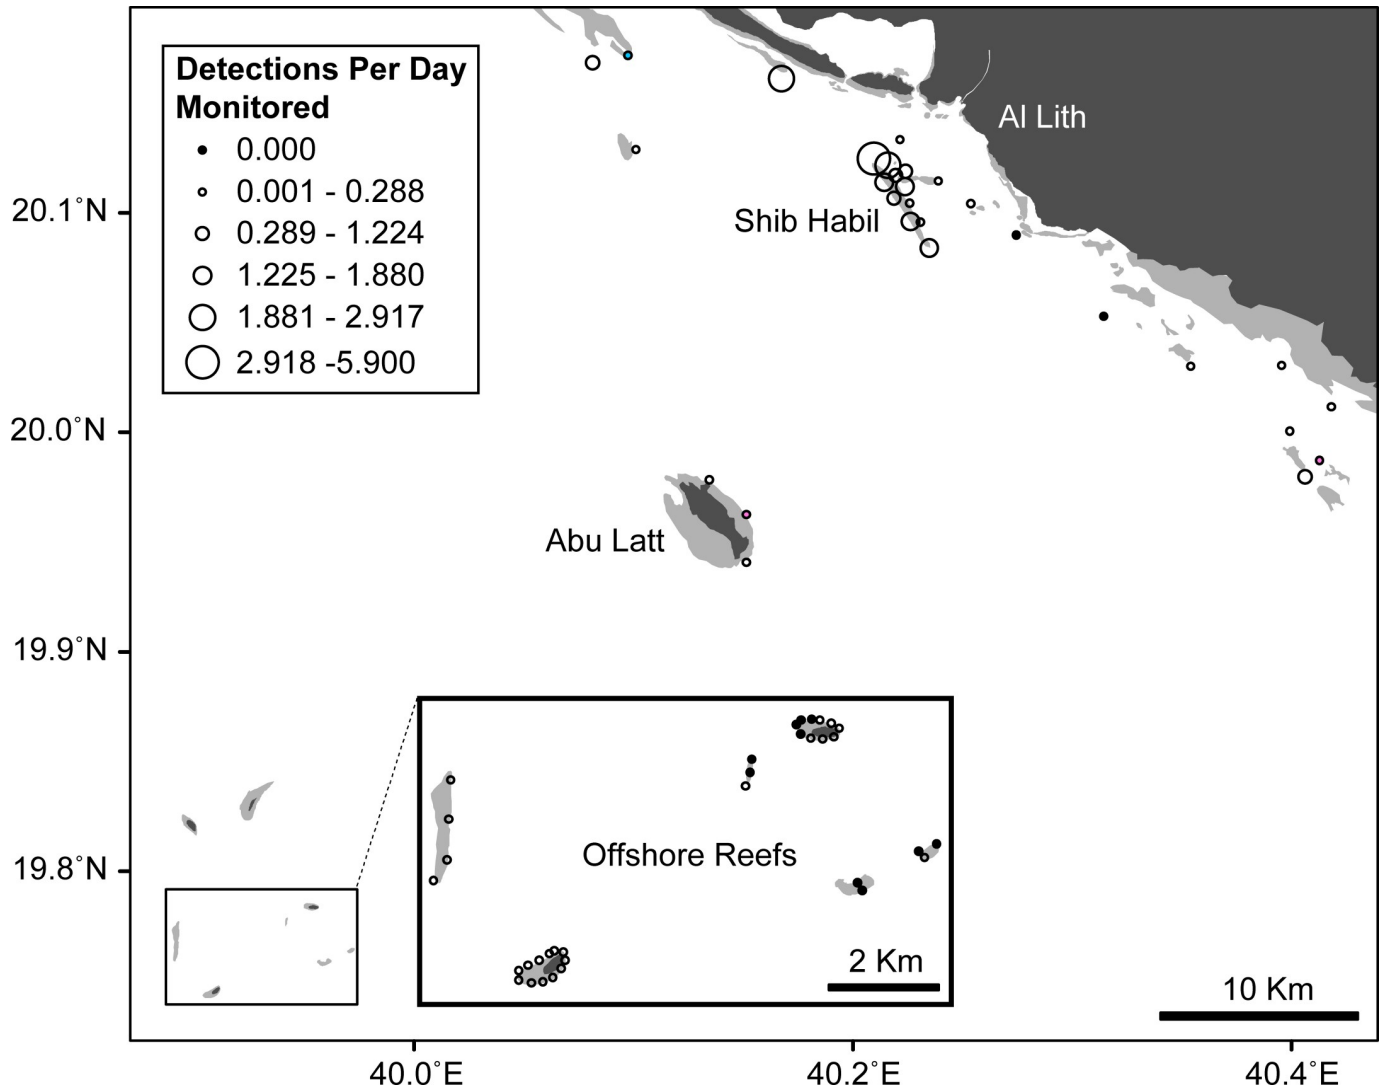 Detections Per Day
Monitored
0.000
0.001 - 0.288
0.289 - 1.224
1.225 - 1.880
1.881 - 2.917
2.918 -5.900
Al Lith
20.1°N
Shib Habil
20.0°N
Abu Latt
19.9°N
Offshore Reefs
19.8°N
2 Km
10 Km
40.0°E
40.2°E
40.4°E